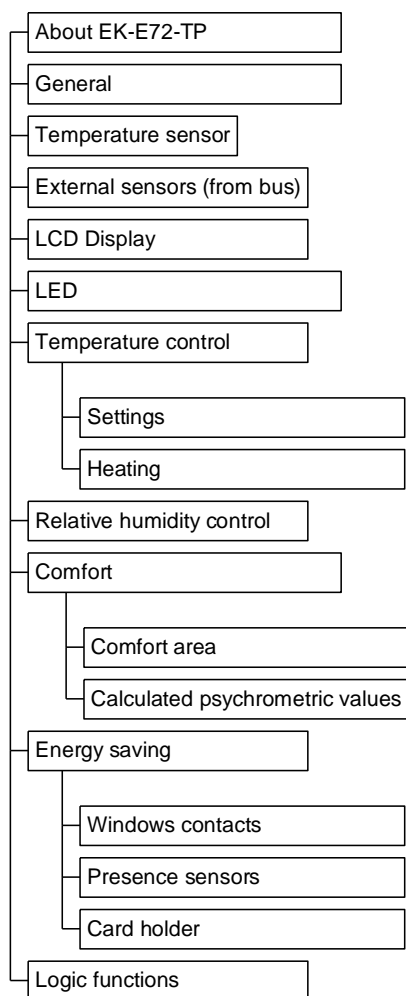 About EK-E72-TP
General
Temperature sensor
External sensors (from bus)
LCD Display
LED
Temperature control
Settings
Heating
Relative humidity control
Comfort
Comfort area
Calculated psychrometric values
Energy saving
Windows contacts
Presence sensors
Card holder
Logic functions